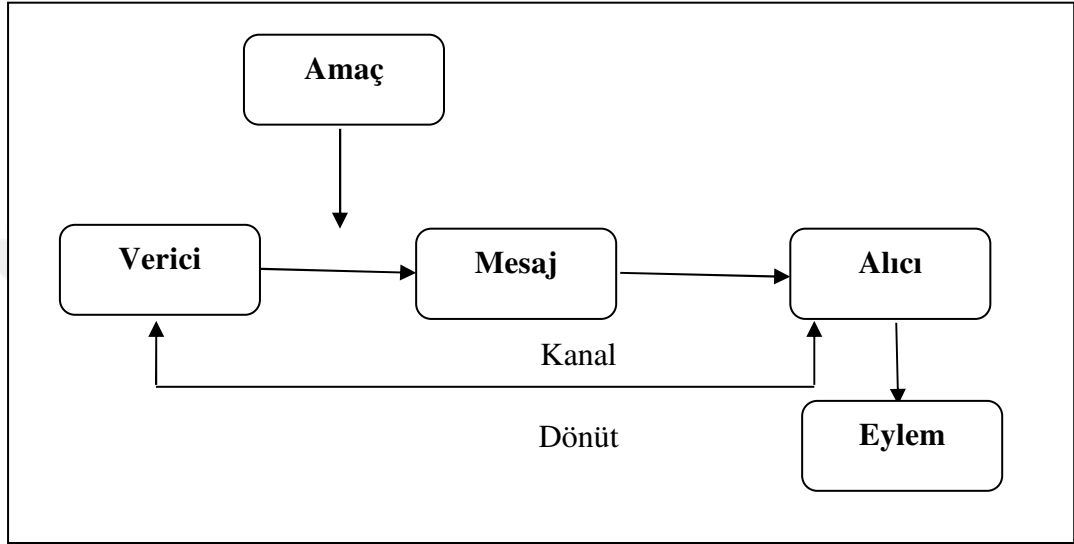 Amaç
Verici
Mesaj
Alıcı
Kanal
Dönüt
Eylem